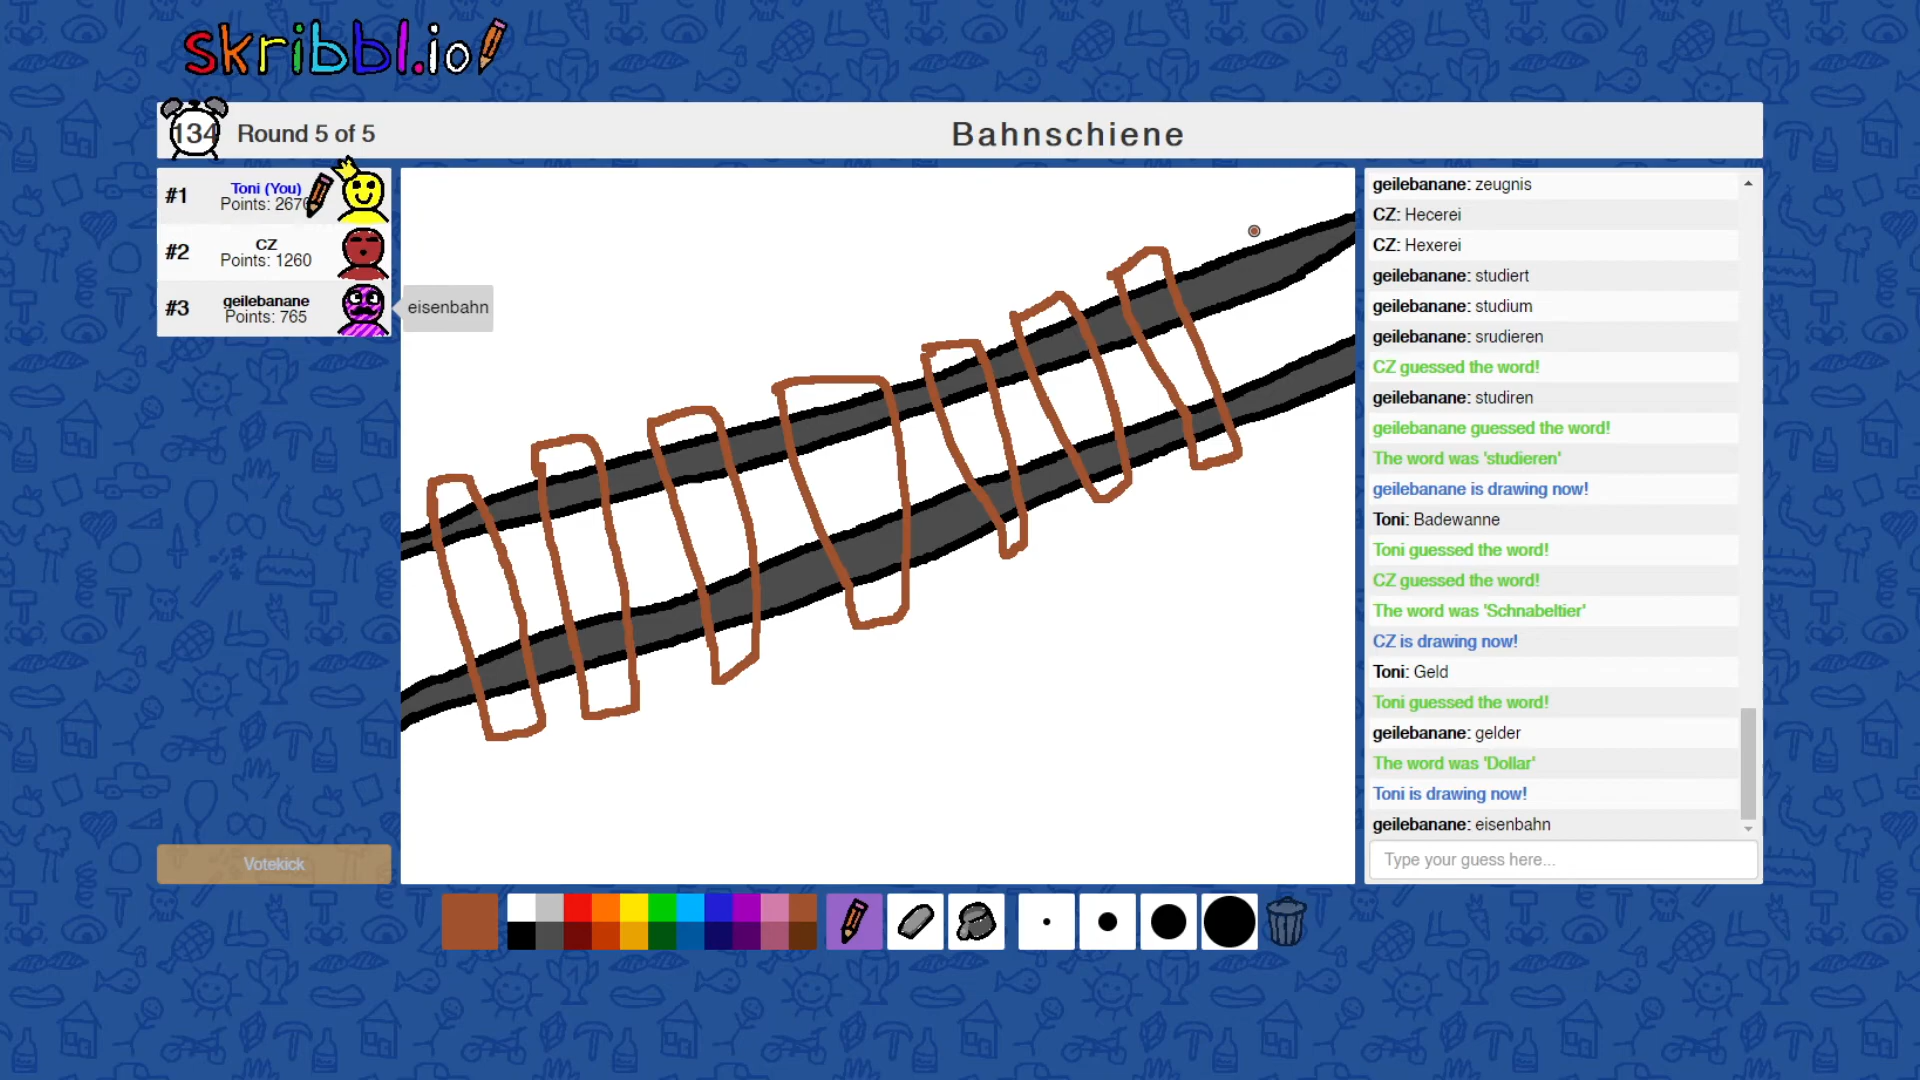 skribbl.io
134
Round 5 of 5
Bahnschiene
#1
Toni (You)
Points: 2670
#2
CZ
Points: 1260
#3
geilebanane
Points: 765
eisenbahn
geilebanane: zeugnis
CZ: Hecerei
CZ: Hexerei
geilebanane: studiert
geilebanane: studium
geilebanane: srudieren
CZ guessed the word!
geilebanane: studiren
geilebanane guessed the word!
The word was 'studieren'
geilebanane is drawing now!
Toni: Badewanne
Toni guessed the word!
CZ guessed the word!
The word was 'Schnabeltier'
CZ is drawing now!
Toni: Geld
Toni guessed the word!
geilebanane: gelder
The word was 'Dollar'
Toni is drawing now!
geilebanane: eisenbahn
Type your guess here...
Votekick